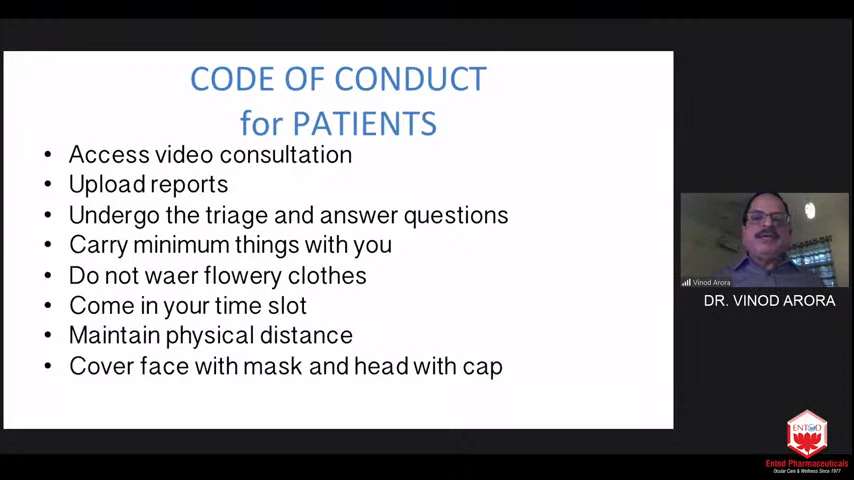 CODE OF CONDUCT
for PATIENTS
• Access video consultation
• Upload reports
• Undergo the triage and answer questions
• Carry minimum things with you
• Do not waer flowery clothes
• Come in your time slot
• Maintain physical distance
• Cover face with mask and head with cap
Vinod Arora
DR. VINOD ARORA
ENTOD
Entod Pharmaceuticals
Ocular Care & Wellness Since 1977